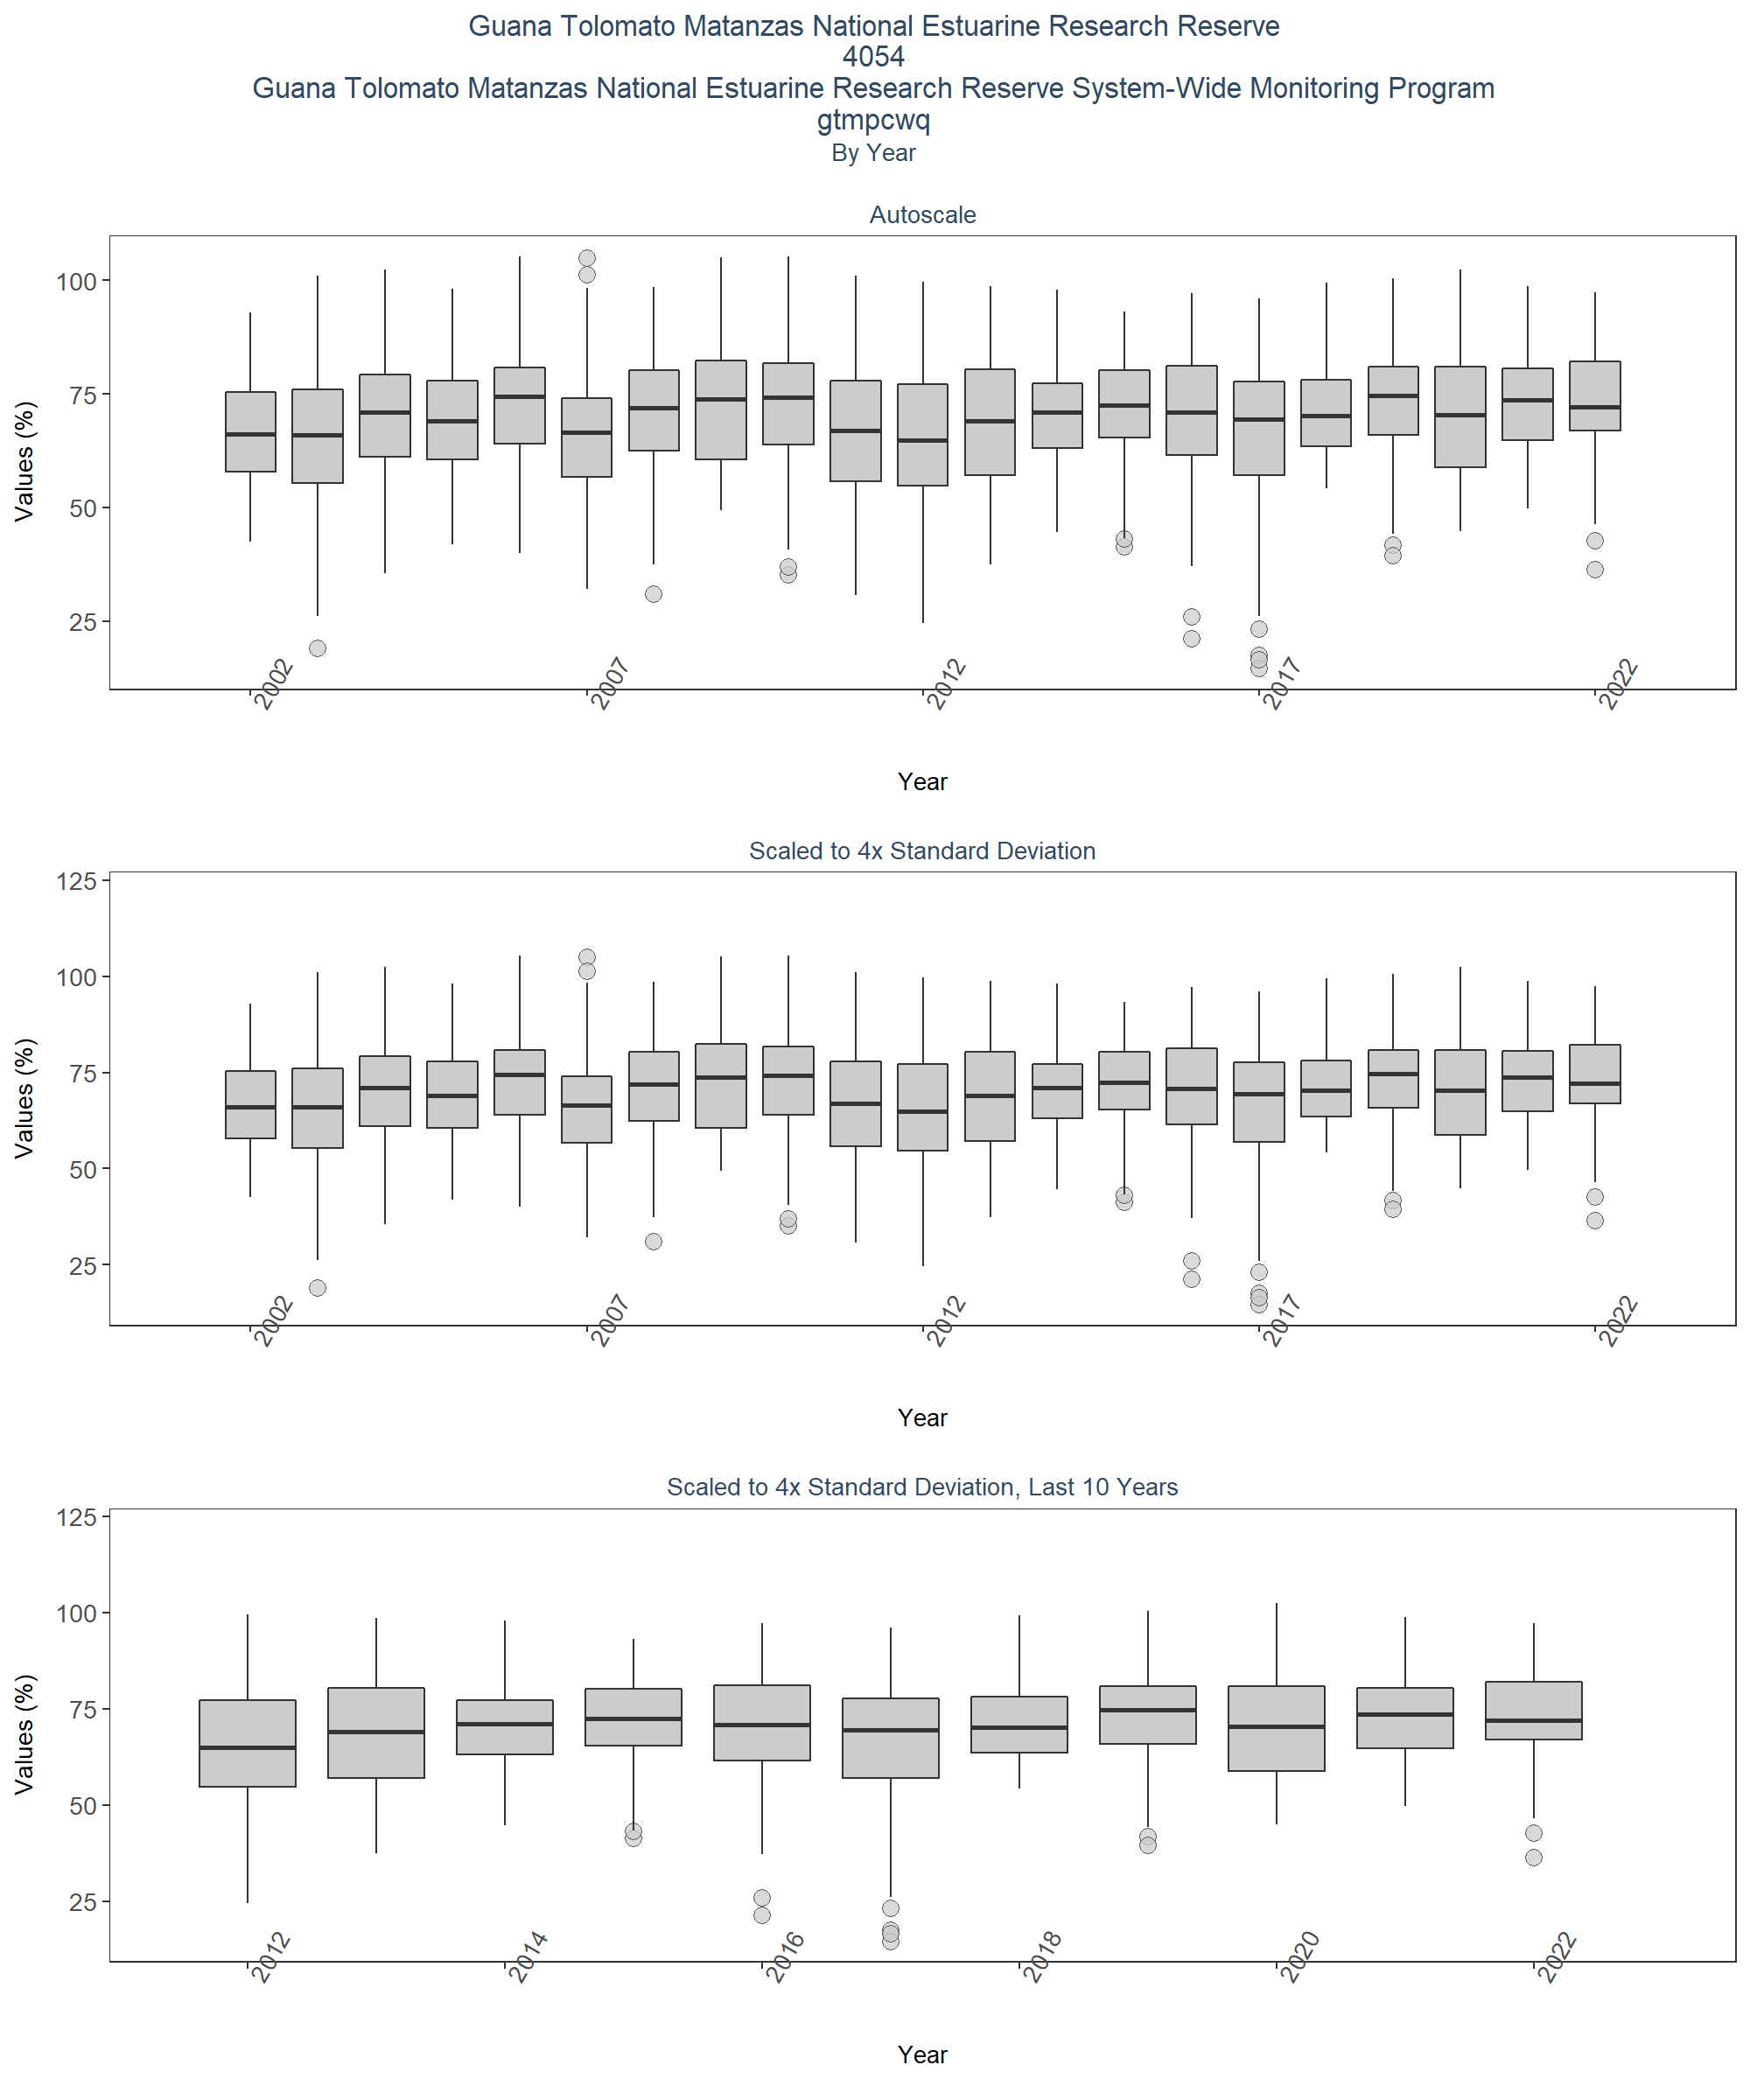 Guana Tolomato Matanzas National Estuarine Research Reserve
4054
Guana Tolomato Matanzas National Estuarine Research Reserve System-Wide Monitoring Program
gtmpcwq
By Year
Autoscale
100
75
50
25
Values (%)
2002
2007
2012
2017
2022
Year
Scaled to 4x Standard Deviation
125
100
75
50
25
Values (%)
2002
2007
2012
2017
2022
Year
Scaled to 4x Standard Deviation, Last 10 Years
125
100
75
50
25
Values (%)
2012
2014
2016
2018
2020
2022
Year